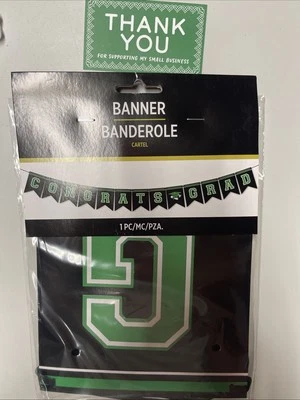 THANK
YOU
FOR SUPPORTING MY SMALL BUSINESS
BANNER
BANDEROLE
CARTEL
CONGRATS GRAD
1 PC/MC/PZA.
G